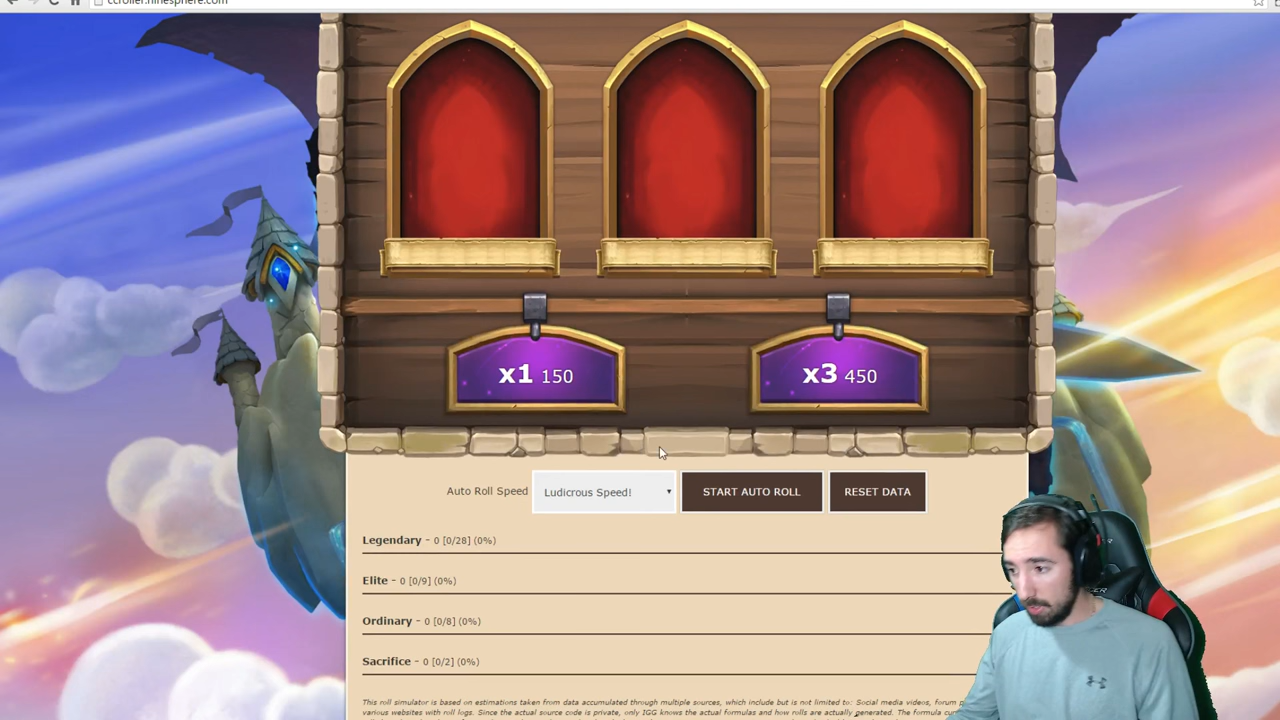 ccroller.ninesphere.com
x1 150
x3 450
Auto Roll Speed Ludicrous Speed! START AUTO ROLL RESET DATA
Legendary - 0 [0/28] (0%)
Elite - 0 [0/9] (0%)
Ordinary - 0 [0/8] (0%)
Sacrifice - 0 [0/2] (0%)
This roll simulator is based on estimations taken from data accumulated through multiple sources, which include but is not limited to: Social media videos, forum p
various websites with roll logs. Since the actual source code is private, only IGG knows the actual formulas and how rolls are actually generated. The formula cur